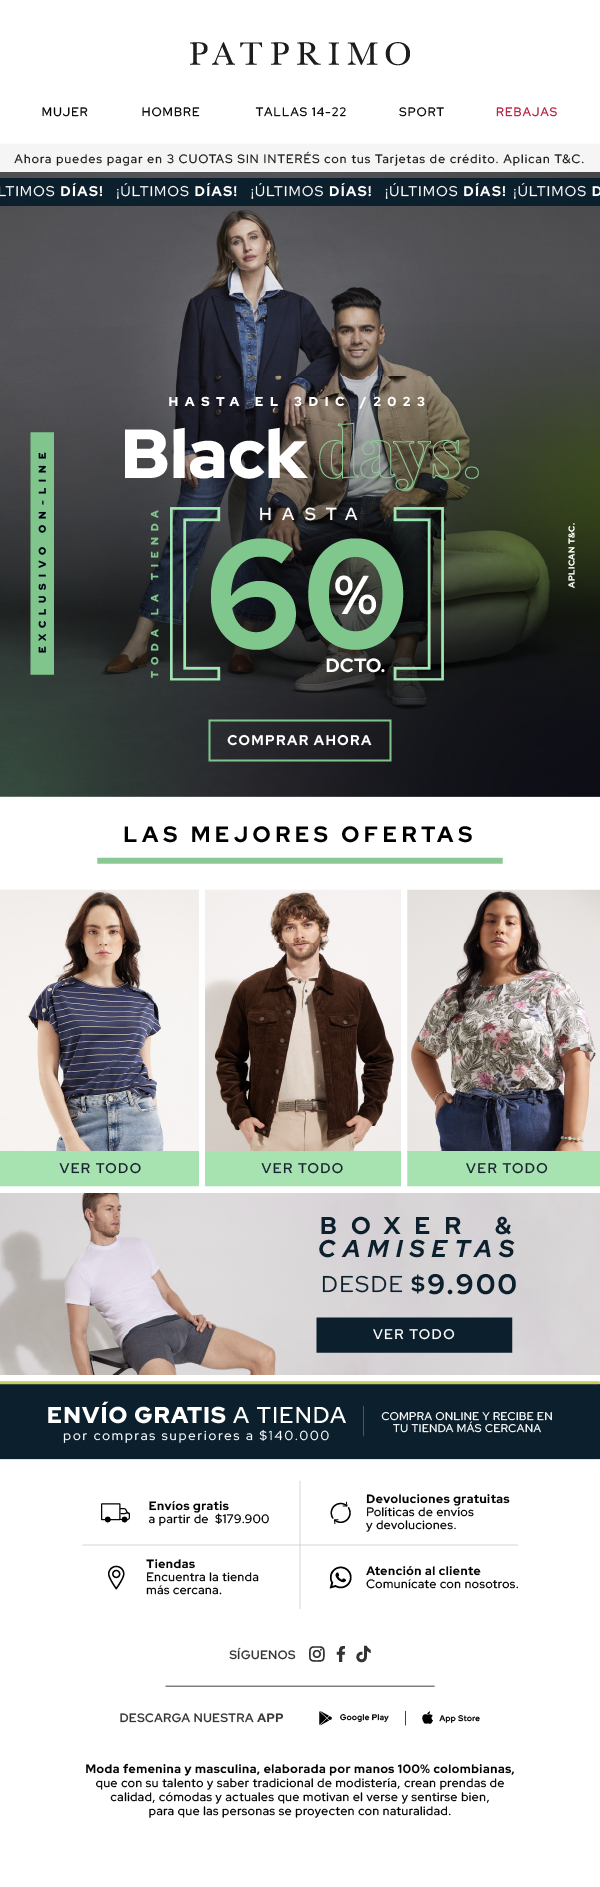 PATPRIMO
MUJER HOMBRE TALLAS 14-22 SPORT REBAJAS
Ahora puedes pagar en 3 CUOTAS SIN INTERÉS con tus Tarjetas de crédito. Aplican T&C.
LTIMOS DÍAS! ¡ÚLTIMOS DÍAS! ¡ÚLTIMOS DÍAS! ¡ÚLTIMOS DÍAS! ¡ÚLTIMOS D
HASTA EL 3DIC /2023
Black days.
EXCLUSIVO ON-LINE
TODA LA TIENDA
HASTA
60%
DCTO.
APLICAN T&C.
COMPRAR AHORA
LAS MEJORES OFERTAS
VER TODO VER TODO VER TODO
BOXER &
CAMISETAS
DESDE $9.900
VER TODO
ENVÍO GRATIS A TIENDA
por compras superiores a $140.000
COMPRA ONLINE Y RECIBE EN
TU TIENDA MÁS CERCANA
Envíos gratis
a partir de $179.900
Devoluciones gratuitas
Políticas de envios
y devoluciones.
Tiendas
Encuentra la tienda
más cercana.
Atención al cliente
Comunícate con nosotros.
SÍGUENOS
DESCARGA NUESTRA APP Google Play App Store
Moda femenina y masculina, elaborada por manos 100% colombianas,
que con su talento y saber tradicional de modistería, crean prendas de
calidad, cómodas y actuales que motivan el verse y sentirse bien,
para que las personas se proyecten con naturalidad.